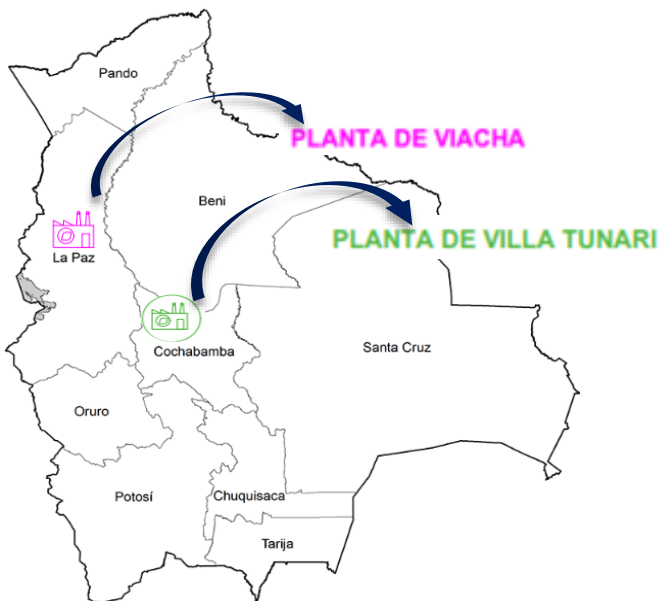 Pando
PLANTA DE VIACHA
Beni
PLANTA DE VILLA TUNARI
La Paz
Cochabamba
Santa Cruz
Oruro
Potosí
Chuquisaca
Tarija